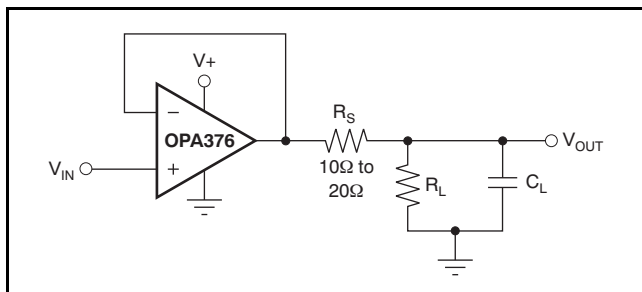 V+
−
OPA376
+
V_IN
R_S
10Ω to
20Ω
R_L
C_L
V_OUT